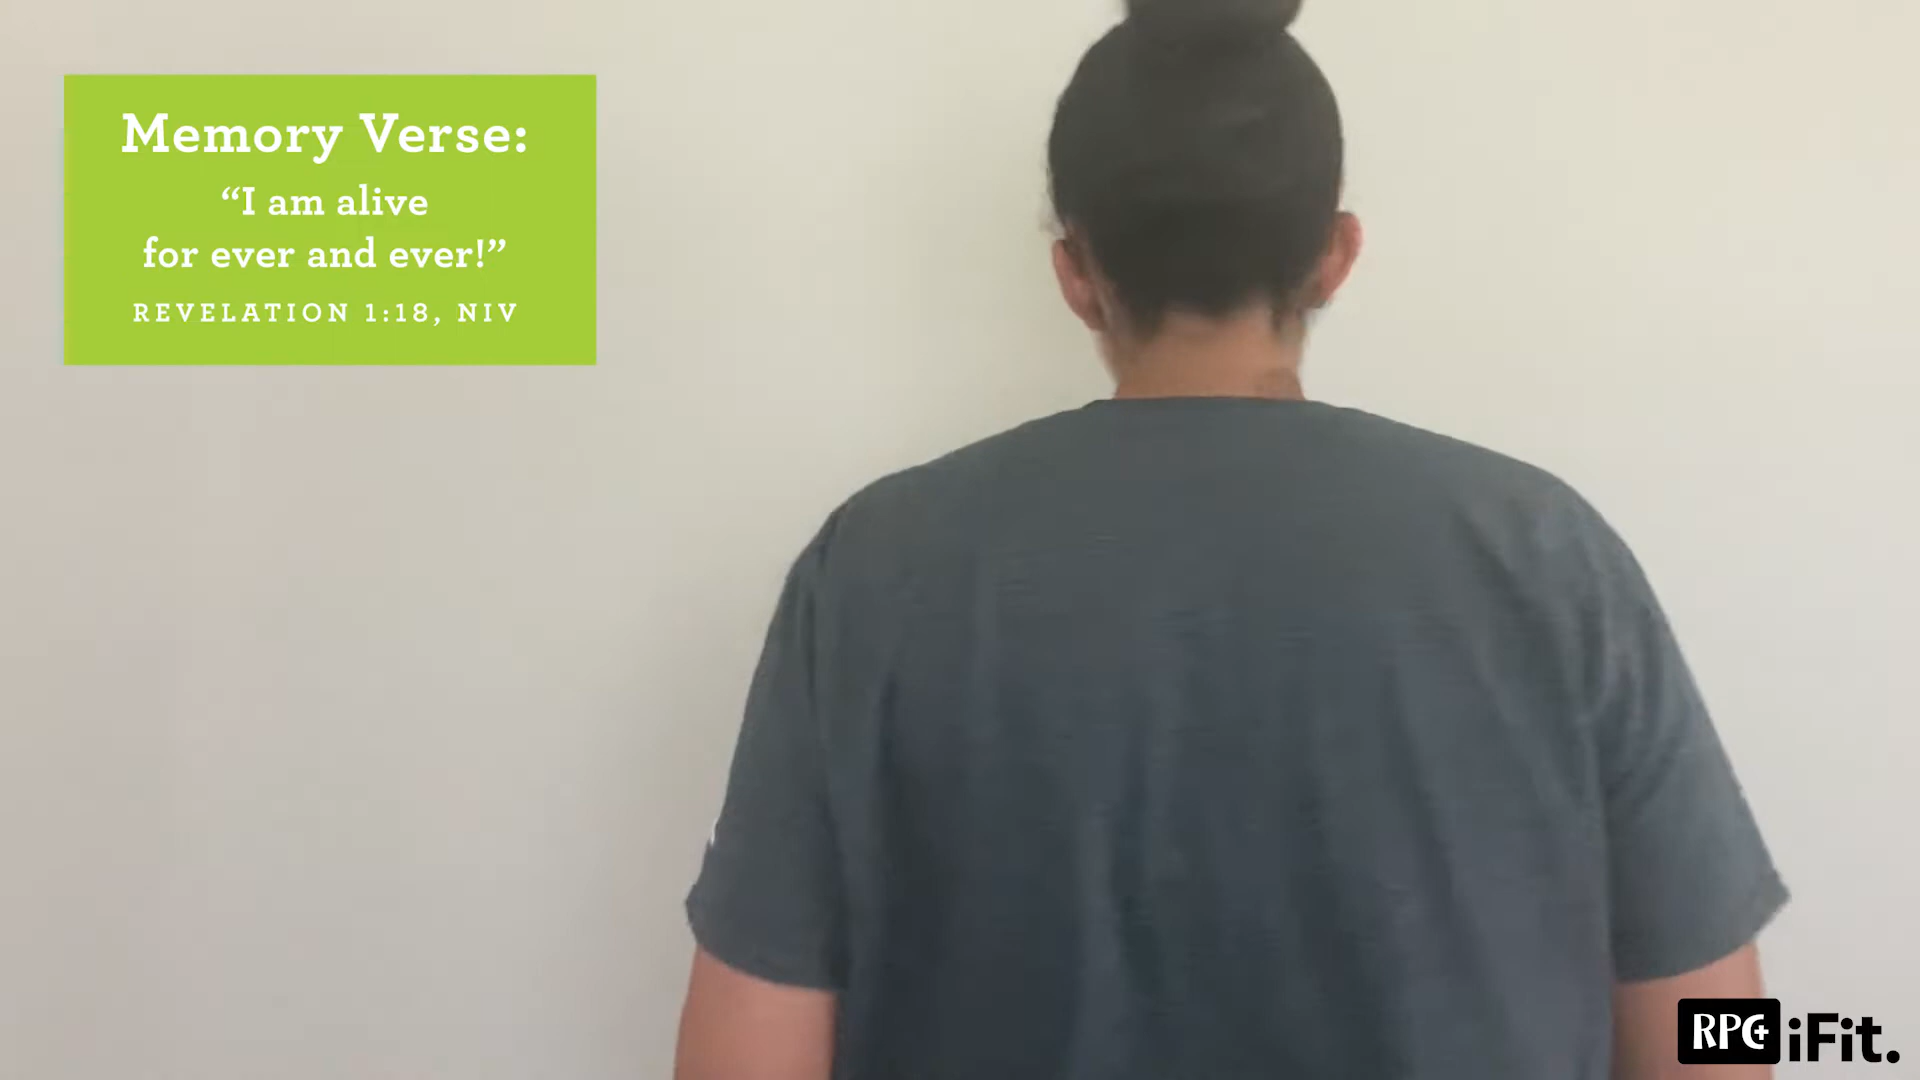 Memory Verse:
“I am alive
for ever and ever!”
REVELATION 1:18, NIV
RPC iFit.